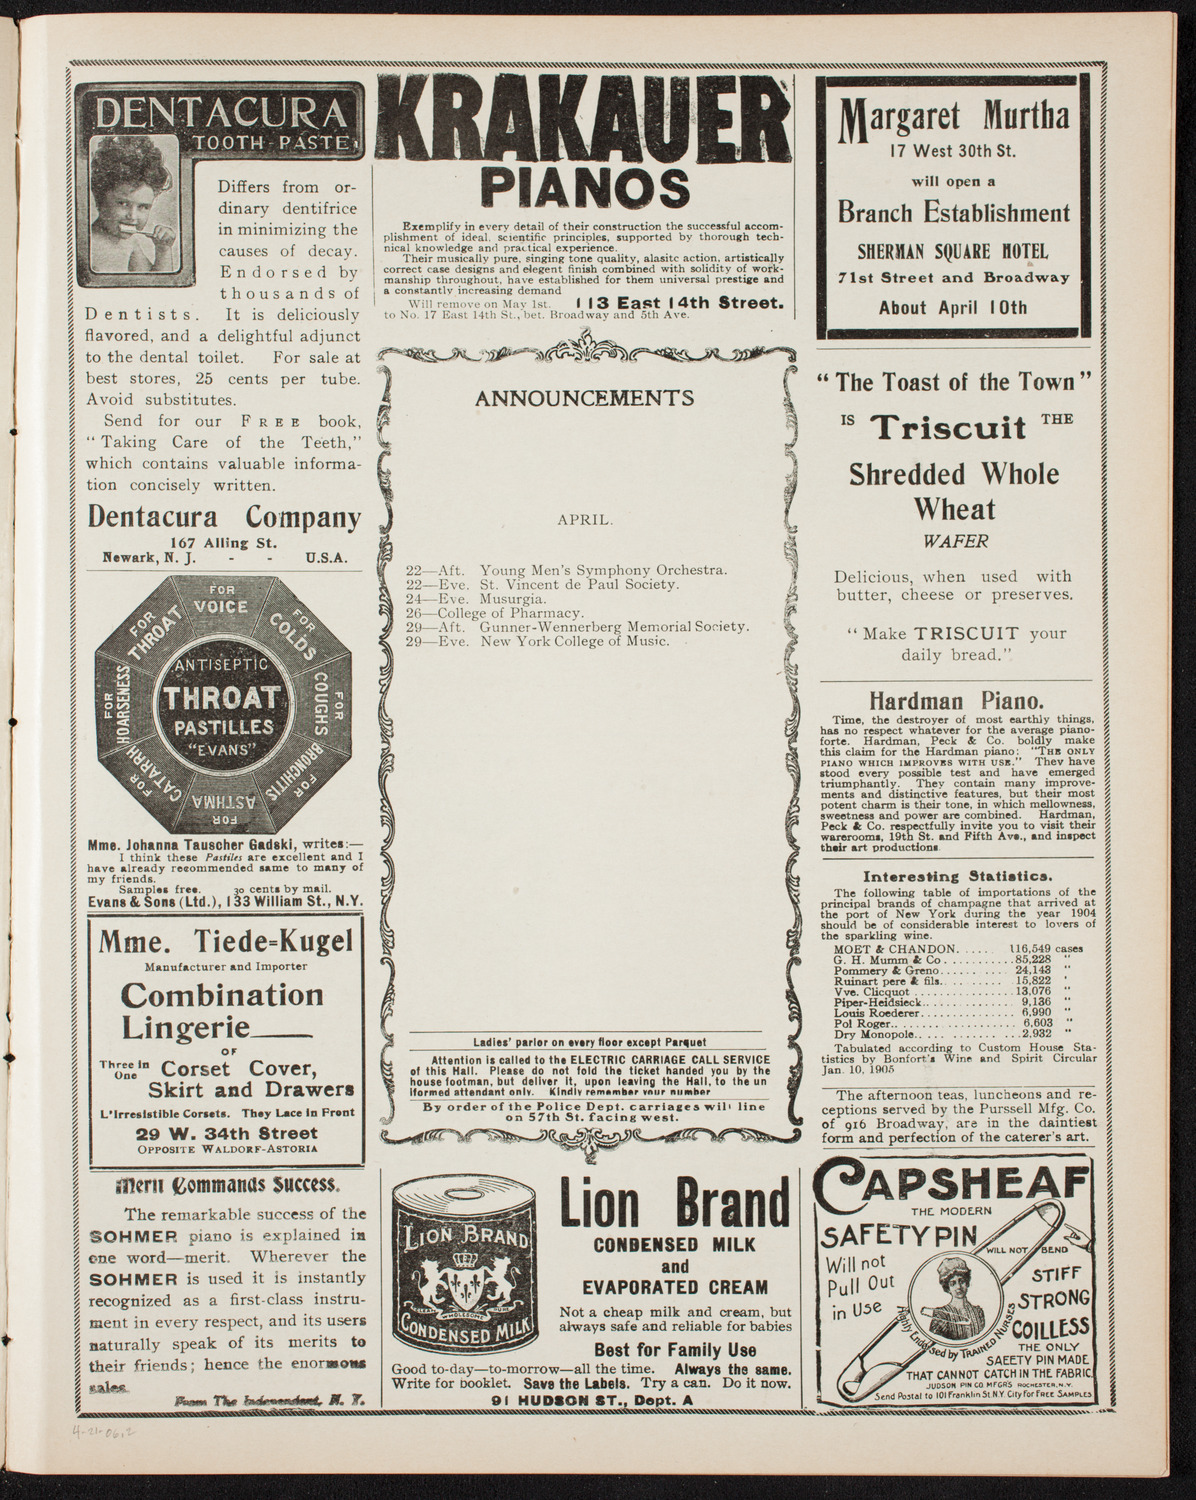 DENTACURA
TOOTH-PASTE
Differs from or-
dinary dentifrice
in minimizing the
causes of decay.
Endorsed by
thousands of
Dentists. It is deliciously
flavored, and a delightful adjunct
to the dental toilet. For sale at
best stores, 25 cents per tube.
Avoid substitutes.
Send for our FREE book,
"Taking Care of the Teeth,"
which contains valuable informa-
tion concisely written.
Dentacura Company
167 Alling St.
Newark, N. J. - - U.S.A.
FOR VOICE
FOR COLDS
FOR COUGHS
FOR BRONCHITIS
FOR ASTHMA
FOR CATARRH
FOR HOARSENESS
FOR THROAT
ANTISEPTIC
THROAT
PASTILLES
"EVANS"
Mme. Johanna Tauscher Gadski, writes:—
I think these Pastiles are excellent and I
have already recommended same to many of
my friends.
Samples free. 30 cents by mail.
Evans & Sons (Ltd.), 133 William St., N.Y.
Mme. Tiede=Kugel
Manufacturer and Importer
Combination
Lingerie
OF
Three in One Corset Cover,
Skirt and Drawers
L'Irresistible Corsets. They Lace in Front
29 W. 34th Street
OPPOSITE WALDORF-ASTORIA
Merit Commands Success.
The remarkable success of the
SOHMER piano is explained in
one word—merit. Wherever the
SOHMER is used it is instantly
recognized as a first-class instru-
ment in every respect, and its users
naturally speak of its merits to
their friends; hence the enormous
sales.
From The Independent, N. Y.
KRAKAUER
PIANOS
Exemplify in every detail of their construction the successful accom-
plishment of ideal, scientific principles, supported by thorough tech-
nical knowledge and practical experience.
Their musically pure, singing tone quality, alasitc action, artistically
correct case designs and elegent finish combined with solidity of work-
manship throughout, have established for them universal prestige and
a constantly increasing demand
Will remove on May 1st. 113 East 14th Street.
to No. 17 East 14th St., bet. Broadway and 5th Ave.
ANNOUNCEMENTS
APRIL.
22—Aft. Young Men's Symphony Orchestra.
22—Eve. St. Vincent de Paul Society.
24—Eve. Musurgia.
26—College of Pharmacy.
29—Aft. Gunner-Wennerberg Memorial Society.
29—Eve. New York College of Music.
Ladies' parlor on every floor except Parquet
Attention is called to the ELECTRIC CARRIAGE CALL SERVICE
of this Hall. Please do not fold the ticket handed you by the
house footman, but deliver it, upon leaving the Hall, to the un
iformed attendant only. Kindly remember your number
By order of the Police Dept. carriages will line
on 57th St. facing west.
LION BRAND
CONDENSED MILK
Lion Brand
CONDENSED MILK
and
EVAPORATED CREAM
Not a cheap milk and cream, but
always safe and reliable for babies
Best for Family Use
Good to-day—to-morrow—all the time. Always the same.
Write for booklet. Save the Labels. Try a can. Do it now.
91 HUDSON ST., Dept. A
Margaret Murtha
17 West 30th St.
will open a
Branch Establishment
SHERMAN SQUARE HOTEL
71st Street and Broadway
About April 10th
"The Toast of the Town"
IS Triscuit THE
Shredded Whole
Wheat
WAFER
Delicious, when used with
butter, cheese or preserves.
"Make TRISCUIT your
daily bread."
Hardman Piano.
Time, the destroyer of most earthly things,
has no respect whatever for the average piano-
forte. Hardman, Peck & Co. boldly make
this claim for the Hardman piano: "THE ONLY
PIANO WHICH IMPROVES WITH USE." They have
stood every possible test and have emerged
triumphantly. They contain many improve-
ments and distinctive features, but their most
potent charm is their tone, in which mellowness,
sweetness and power are combined. Hardman,
Peck & Co. respectfully invite you to visit their
warerooms, 19th St. and Fifth Ave., and inspect
their art productions
Interesting Statistics.
The following table of importations of the
principal brands of champagne that arrived at
the port of New York during the year 1904
should be of considerable interest to lovers of
the sparkling wine.
MOET & CHANDON...... 116,549 cases
G. H. Mumm & Co...........85,228 "
Pommery & Greno.......... 24,143 "
Ruinart pere & fils.......... 15,822 '
Vve. Clicquot ..............13,076 "
Piper-Heidsieck............. 9,136 "
Louis Roederer.............. 6,990 "
Pol Roger................. 6,603 "
Dry Monopole...............2,932 "
Tabulated according to Custom House Sta-
tistics by Bonfort's Wine and Spirit Circular
Jan. 10, 1905
The afternoon teas, luncheons and re-
ceptions served by the Purssell Mfg. Co.
of 916 Broadway, are in the daintiest
form and perfection of the caterer's art.
CAPSHEAF
THE MODERN
SAFETY PIN
WILL NOT BEND
Will not
Pull Out
in Use
STIFF
STRONG
COILLESS
Highly Endorsed by TRAINED NURSES
THE ONLY
SAEETY PIN MADE
THAT CANNOT CATCH IN THE FABRIC.
JUDSON PIN CO. MFGRS ROCHESTER, N.Y.
Send Postal to 101 Franklin St. N.Y. City for FREE SAMPLES
4-21-06,2